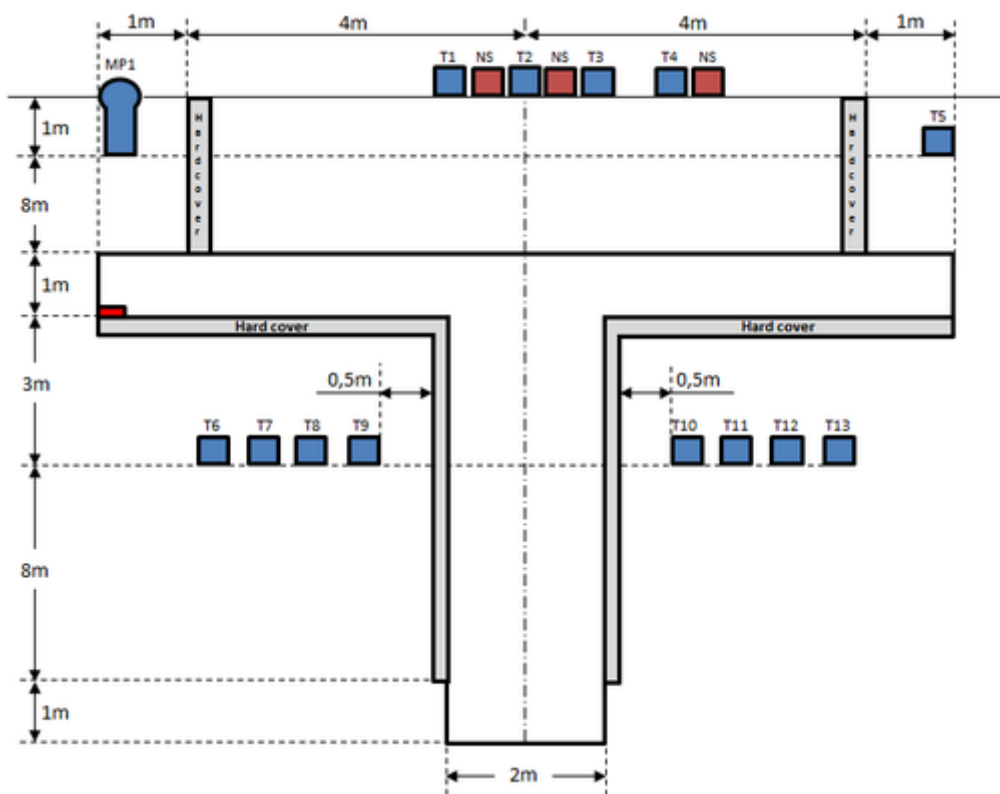 1m 4m 4m 1m
MP1 T1 NS T2 NS T3 T4 NS
Hardcover
Hardcover
T5
1m
8m
1m
Hard cover Hard cover
3m
0,5m 0,5m
T6 T7 T8 T9 T10 T11 T12 T13
8m
1m
2m